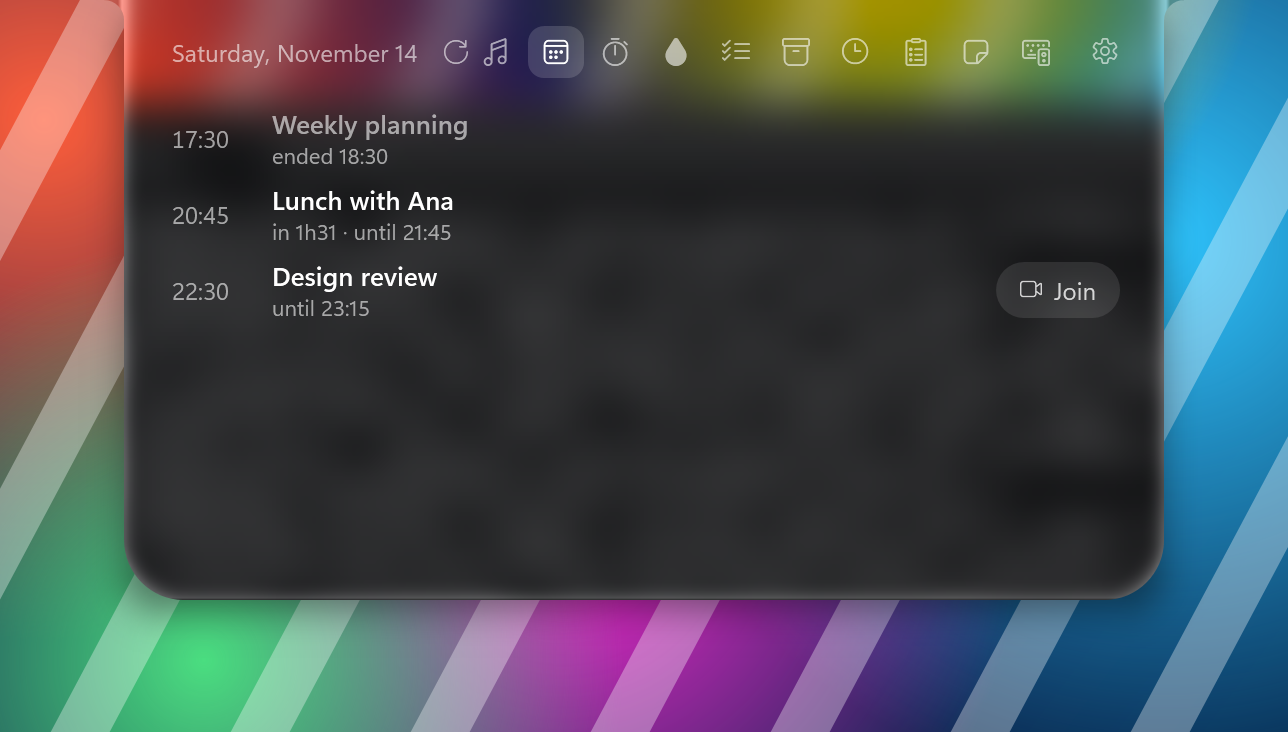 Saturday, November 14
17:30
Weekly planning
ended 18:30
20:45
Lunch with Ana
in 1h31 · until 21:45
22:30
Design review
until 23:15
Join